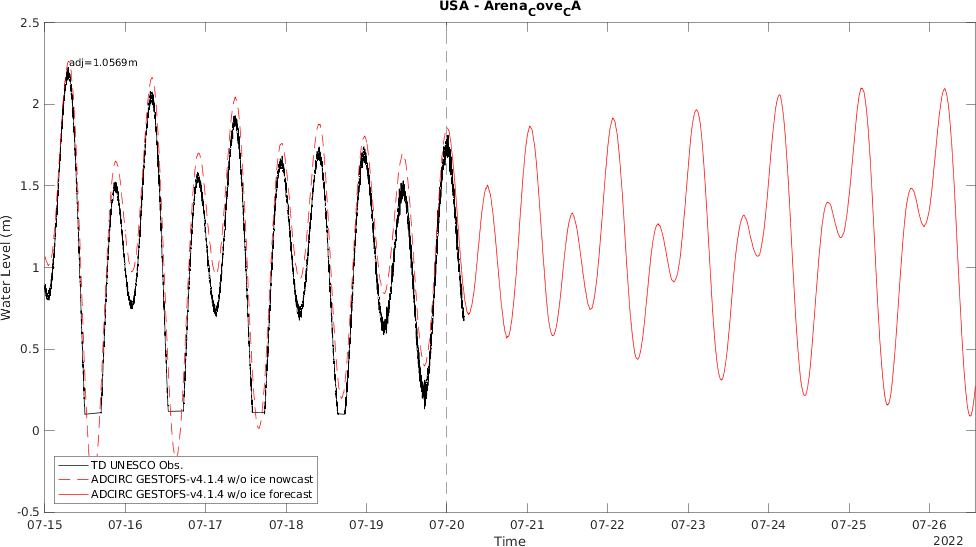 USA - ArenaCoveCA
2.5
2
1.5
1
0.5
0
-0.5
Water Level (m)
adj=1.0569m
TD UNESCO Obs.
ADCIRC GESTOFS-v4.1.4 w/o ice nowcast
ADCIRC GESTOFS-v4.1.4 w/o ice forecast
07-15 07-16 07-17 07-18 07-19 07-20 07-21 07-22 07-23 07-24 07-25 07-26
Time
2022